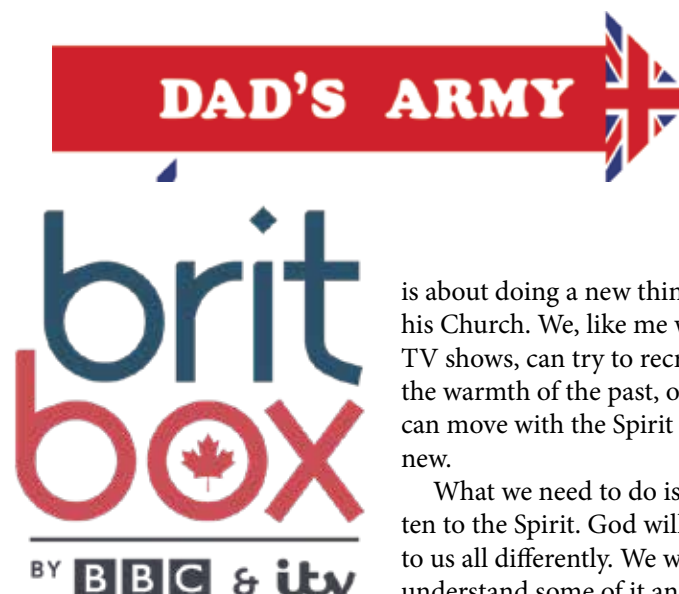 DAD'S ARMY
brit
box
BY BBC & itv
is about doing a new thin
his Church. We, like me w
TV shows, can try to recr
the warmth of the past, o
can move with the Spirit
new.
What we need to do is
ten to the Spirit. God will
to us all differently. We w
understand some of it an